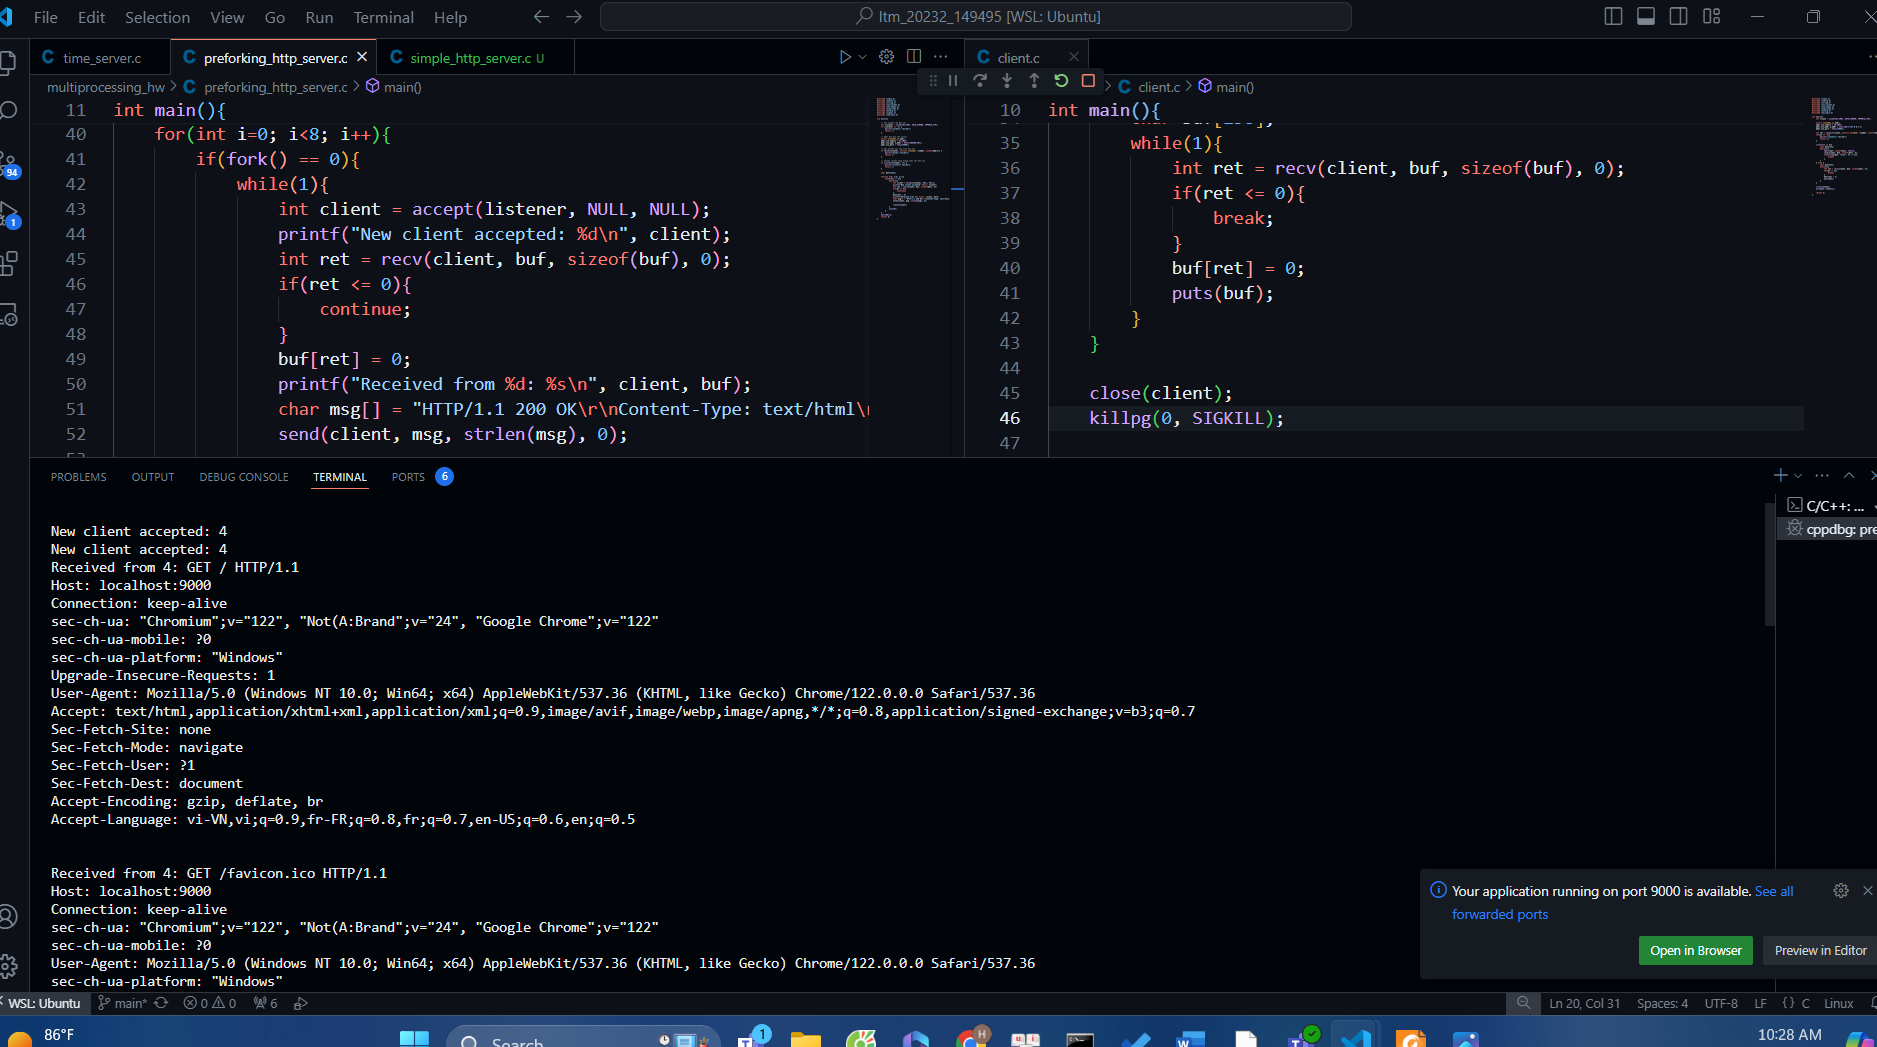 File Edit Selection View Go Run Terminal Help
ltm_20232_149495 [WSL: Ubuntu]
time_server.c
preforking_http_server.c
simple_http_server.c U
client.c
multiprocessing_hw > preforking_http_server.c > main()
client.c > main()
11 int main(){
40 for(int i=0; i<8; i++){
41 if(fork() == 0){
42 while(1){
43 int client = accept(listener, NULL, NULL);
44 printf("New client accepted: %d\n", client);
45 int ret = recv(client, buf, sizeof(buf), 0);
46 if(ret <= 0){
47 continue;
48 }
49 buf[ret] = 0;
50 printf("Received from %d: %s\n", client, buf);
51 char msg[] = "HTTP/1.1 200 OK\r\nContent-Type: text/html\
52 send(client, msg, strlen(msg), 0);
10 int main(){
35 while(1){
36 int ret = recv(client, buf, sizeof(buf), 0);
37 if(ret <= 0){
38 break;
39 }
40 buf[ret] = 0;
41 puts(buf);
42 }
43 }
44
45 close(client);
46 killpg(0, SIGKILL);
47
94
1
PROBLEMS OUTPUT DEBUG CONSOLE TERMINAL PORTS 6
C/C++: ...
cppdbg: pre
New client accepted: 4
New client accepted: 4
Received from 4: GET / HTTP/1.1
Host: localhost:9000
Connection: keep-alive
sec-ch-ua: "Chromium";v="122", "Not(A:Brand";v="24", "Google Chrome";v="122"
sec-ch-ua-mobile: ?0
sec-ch-ua-platform: "Windows"
Upgrade-Insecure-Requests: 1
User-Agent: Mozilla/5.0 (Windows NT 10.0; Win64; x64) AppleWebKit/537.36 (KHTML, like Gecko) Chrome/122.0.0.0 Safari/537.36
Accept: text/html,application/xhtml+xml,application/xml;q=0.9,image/avif,image/webp,image/apng,*/*;q=0.8,application/signed-exchange;v=b3;q=0.7
Sec-Fetch-Site: none
Sec-Fetch-Mode: navigate
Sec-Fetch-User: ?1
Sec-Fetch-Dest: document
Accept-Encoding: gzip, deflate, br
Accept-Language: vi-VN,vi;q=0.9,fr-FR;q=0.8,fr;q=0.7,en-US;q=0.6,en;q=0.5
Received from 4: GET /favicon.ico HTTP/1.1
Host: localhost:9000
Connection: keep-alive
sec-ch-ua: "Chromium";v="122", "Not(A:Brand";v="24", "Google Chrome";v="122"
sec-ch-ua-mobile: ?0
User-Agent: Mozilla/5.0 (Windows NT 10.0; Win64; x64) AppleWebKit/537.36 (KHTML, like Gecko) Chrome/122.0.0.0 Safari/537.36
sec-ch-ua-platform: "Windows"
Your application running on port 9000 is available. See all
forwarded ports
Open in Browser
Preview in Editor
WSL: Ubuntu main* 0 0 6
Ln 20, Col 31 Spaces: 4 UTF-8 LF {} C Linux
86°F
Search
1
H
10:28 AM